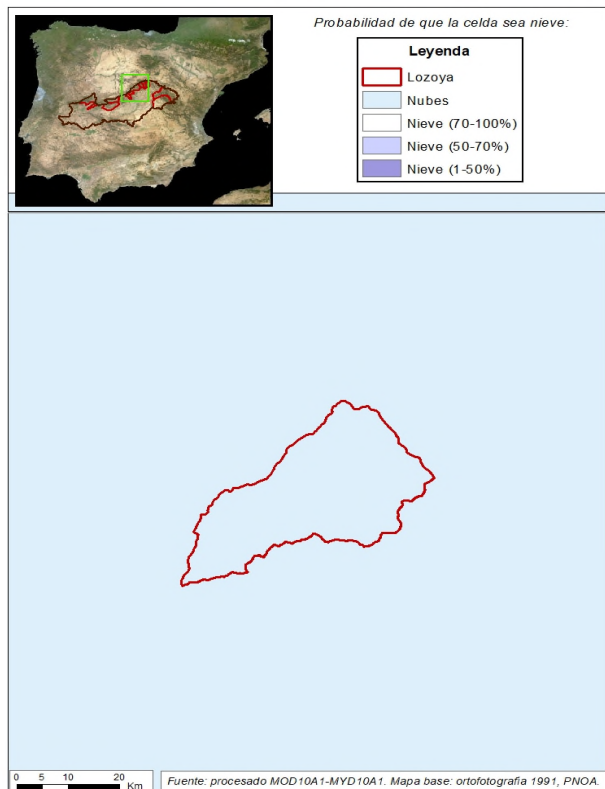 Probabilidad de que la celda sea nieve:
Leyenda
Lozoya
Nubes
Nieve (70-100%)
Nieve (50-70%)
Nieve (1-50%)
0 5 10 20
Km
Fuente: procesado MOD10A1-MYD10A1. Mapa base: ortofotografia 1991, PNOA.